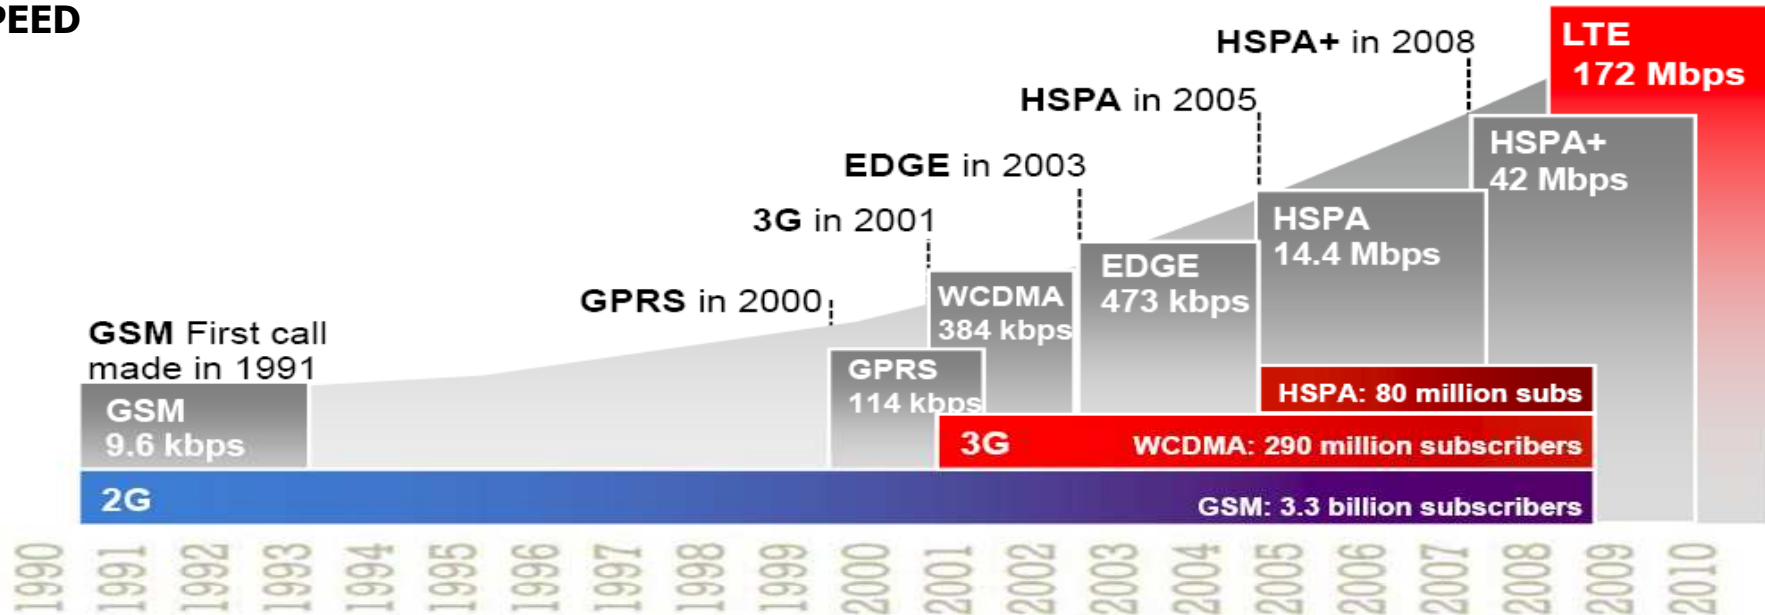 PEED
HSPA+ in 2008
LTE
172 Mbps
HSPA in 2005
HSPA+
42 Mbps
EDGE in 2003
3G in 2001
HSPA
14.4 Mbps
EDGE
473 kbps
GPRS in 2000
WCDMA
384 kbps
GSM First call
made in 1991
GPRS
114 kbps
GSM
9.6 kbps
HSPA: 80 million subs
3G
WCDMA: 290 million subscribers
2G
GSM: 3.3 billion subscribers
1990 1991 1992 1993 1994 1995 1996 1997 1998 1999 2000 2001 2002 2003 2004 2005 2006 2007 2008 2009 2010